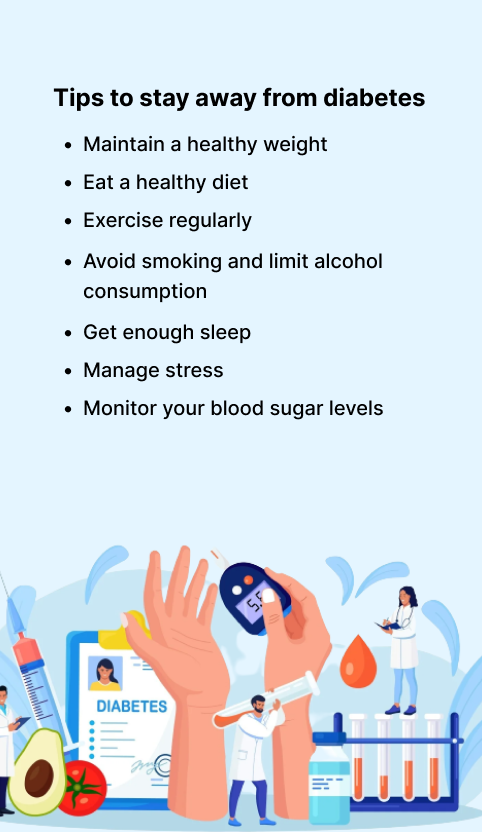 Tips to stay away from diabetes
• Maintain a healthy weight
• Eat a healthy diet
• Exercise regularly
• Avoid smoking and limit alcohol
consumption
• Get enough sleep
• Manage stress
• Monitor your blood sugar levels
5.5
DIABETES